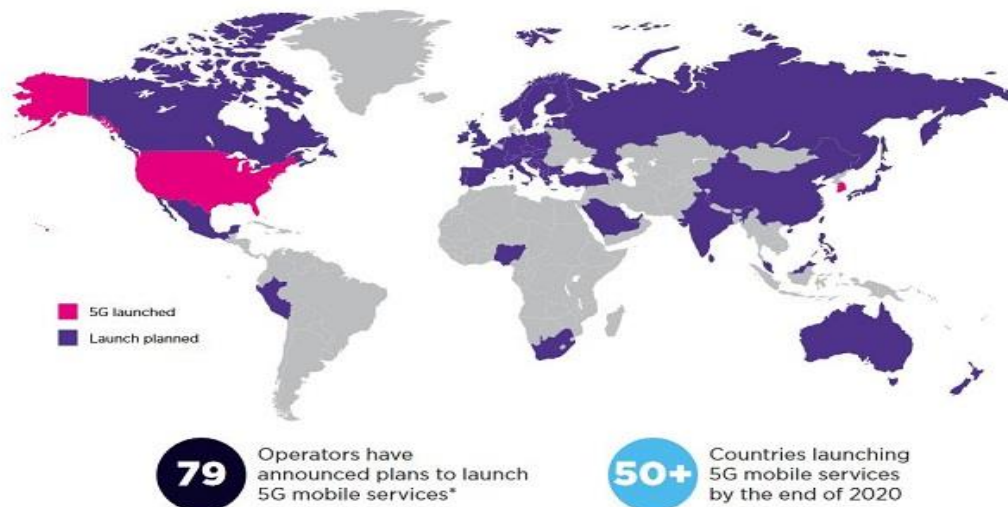 5G launched
Launch planned
79
Operators have
announced plans to launch
5G mobile services*
50+
Countries launching
5G mobile services
by the end of 2020